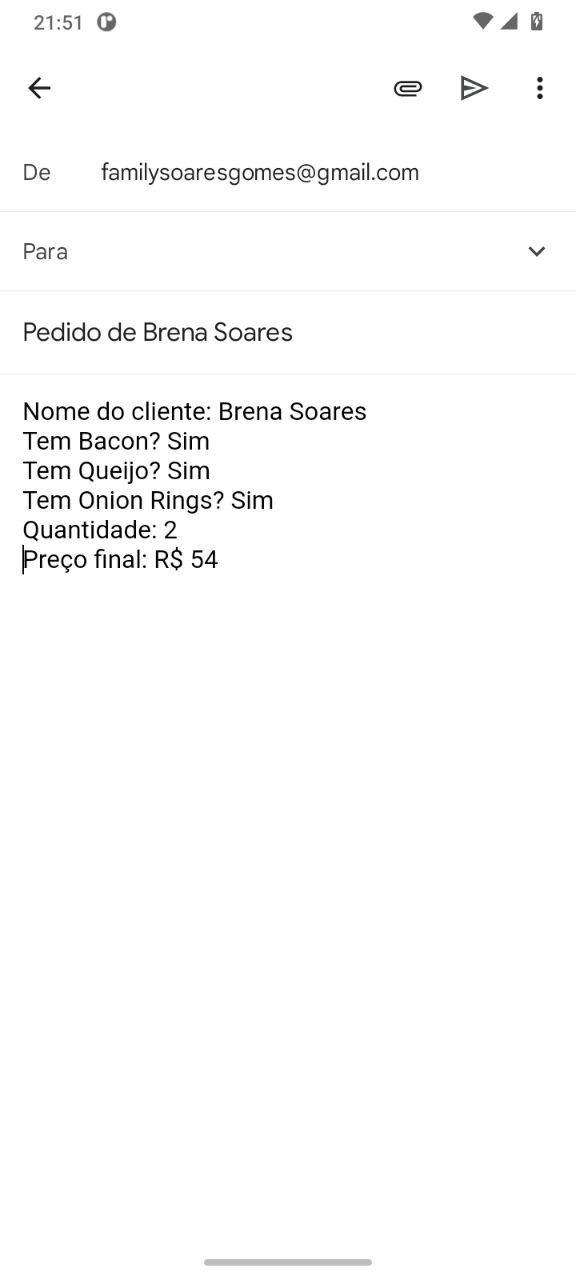 21:51
De familysoaresgomes@gmail.com
Para
Pedido de Brena Soares
Nome do cliente: Brena Soares
Tem Bacon? Sim
Tem Queijo? Sim
Tem Onion Rings? Sim
Quantidade: 2
Preço final: R$ 54